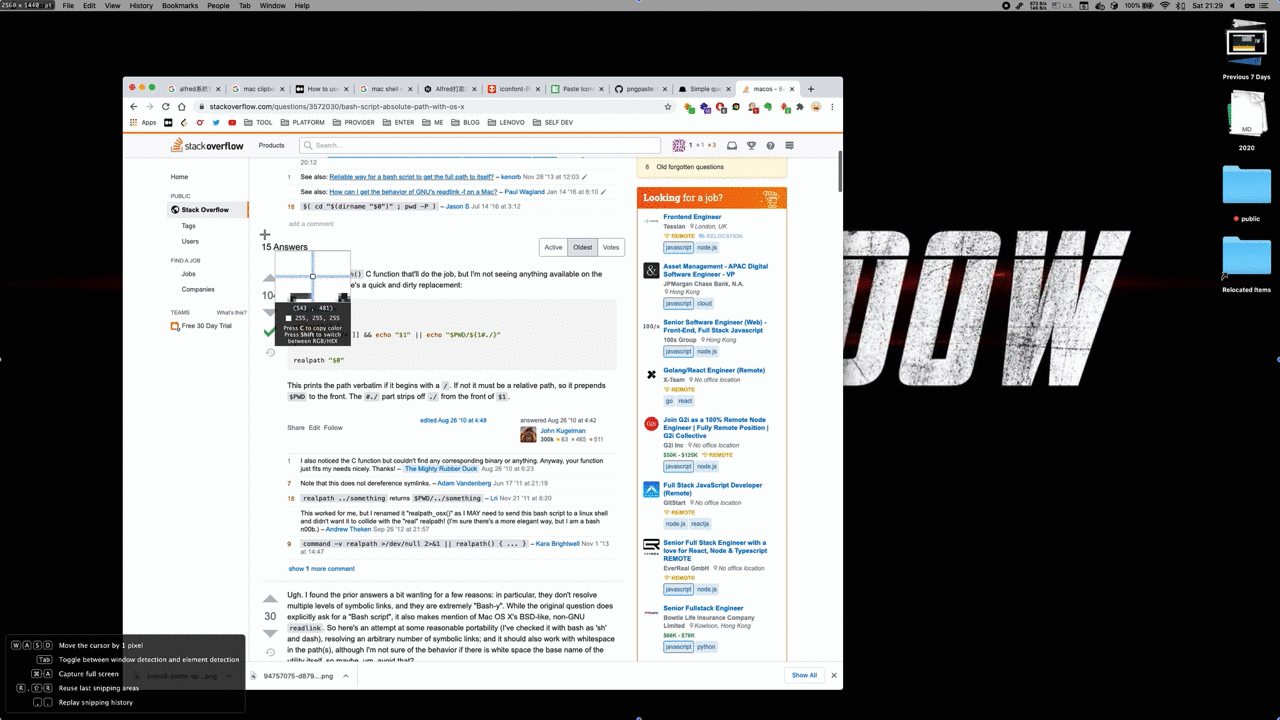 2560 x 1440 pt File Edit View History Bookmarks People Tab Window Help
U.S. 100% Sat 21:29
How to use
Alfred打
iconfont-
Paste Icon
pngpaste
stackoverflow.com/questions/3572030/bash-script-absolute-path-with-os-x
Apps TOOL PLATFORM PROVIDER ENTER ME BLOG LENOVO SELF DEV
stackoverflow Products Search...
1 1 3
Home
PUBLIC
Stack Overflow
Tags
Users
FIND A JOB
Jobs
Companies
TEAMS What's this?
Free 30 Day Trial
20:12
1 See also: Reliable way for a bash script to get the full path to itself? – kenorb Nov 28 '13 at 12:03
See also: How can I get the behavior of GNU's readlink -f on a Mac? – Paul Wagland Jan 14 '16 at 8:10
18 $( cd "$(dirname "$0")" ; pwd -P ) – Jason S Jul 14 '16 at 3:12
add a comment
15 Answers
Active Oldest Votes
C function that'll do the job, but I'm not seeing anything available on the
's a quick and dirty replacement:
(543 , 481)
255, 255, 255
Press C to copy color
Press Shift to switch
between RGB/HEX
]] && echo "$1" || echo "$PWD/${1#./}"
realpath "$0"
This prints the path verbatim if it begins with a /. If not it must be a relative path, so it prepends
$PWD to the front. The #./ part strips off ./ from the front of $1.
Share Edit Follow
edited Aug 26 '10 at 4:48
answered Aug 26 '10 at 4:42
John Kugelman
300k 63 465 511
1 I also noticed the C function but couldn't find any corresponding binary or anything. Anyway, your function
just fits my needs nicely. Thanks! – The Mighty Rubber Duck Aug 26 '10 at 6:23
7 Note that this does not dereference symlinks. – Adam Vandenberg Jun 17 '11 at 21:19
18 realpath ../something returns $PWD/../something – Lri Nov 21 '11 at 8:20
This worked for me, but I renamed it "realpath_osx()" as I MAY need to send this bash script to a linux shell
and didn't want it to collide with the "real" realpath! (I'm sure there's a more elegant way, but I am a bash
n00b.) – Andrew Theken Sep 26 '12 at 21:57
9 command -v realpath >/dev/null 2>&1 || realpath() { ... } – Kara Brightwell Nov 1 '13
at 14:47
show 1 more comment
30
Ugh. I found the prior answers a bit wanting for a few reasons: in particular, they don't resolve
multiple levels of symbolic links, and they are extremely "Bash-y". While the original question does
explicitly ask for a "Bash script", it also makes mention of Mac OS X's BSD-like, non-GNU
readlink. So here's an attempt at some reasonable portability (I've checked it with bash as 'sh'
and dash), resolving an arbitrary number of symbolic links; and it should also work with whitespace
in the path(s), although I'm not sure of the behavior if there is white space the base name of the
utility itself, so maybe, um, avoid that?
8 Old forgotten questions
Looking for a job?
Frontend Engineer
Tessian London, UK
REMOTE RELOCATION
javascript node.js
Asset Management - APAC Digital
Software Engineer - VP
JPMorgan Chase Bank, N.A.
Hong Kong
javascript cloud
Senior Software Engineer (Web) -
Front-End, Full Stack Javascript
100x Group Hong Kong
javascript node.js
Golang/React Engineer (Remote)
X-Team No office location
REMOTE
go react
Join G2i as a 100% Remote Node
Engineer | Fully Remote Position |
G2i Collective
G2i Inc No office location
$50K - $125K REMOTE
javascript node.js
Full Stack JavaScript Developer
(Remote)
GitStart No office location
REMOTE
node.js reactjs
Senior Full Stack Engineer with a
love for React, Node & Typescript
REMOTE
EverReal GmbH No office location
REMOTE
javascript node.js
Senior Fullstack Engineer
Bowtie Life Insurance Company
Limited Kowloon, Hong Kong
$68K - $78K
javascript python
94757075-d879....png
Show All
W A S D Move the cursor by 1 pixel
Tab Toggle between window detection and element detection
⌘ A Capture full screen
R , ⇧ R Reuse last snipping areas
, . Replay snipping history
Previous 7 Days
MD
2020
public
Relocated Items
DOW